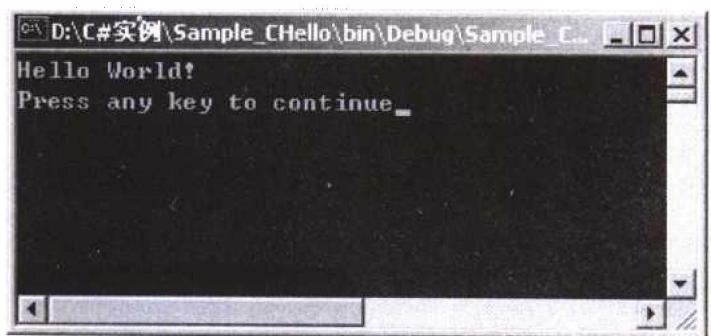 D:\C#实例\Sample_CHello\bin\Debug\Sample_C...
Hello World!
Press any key to continue_